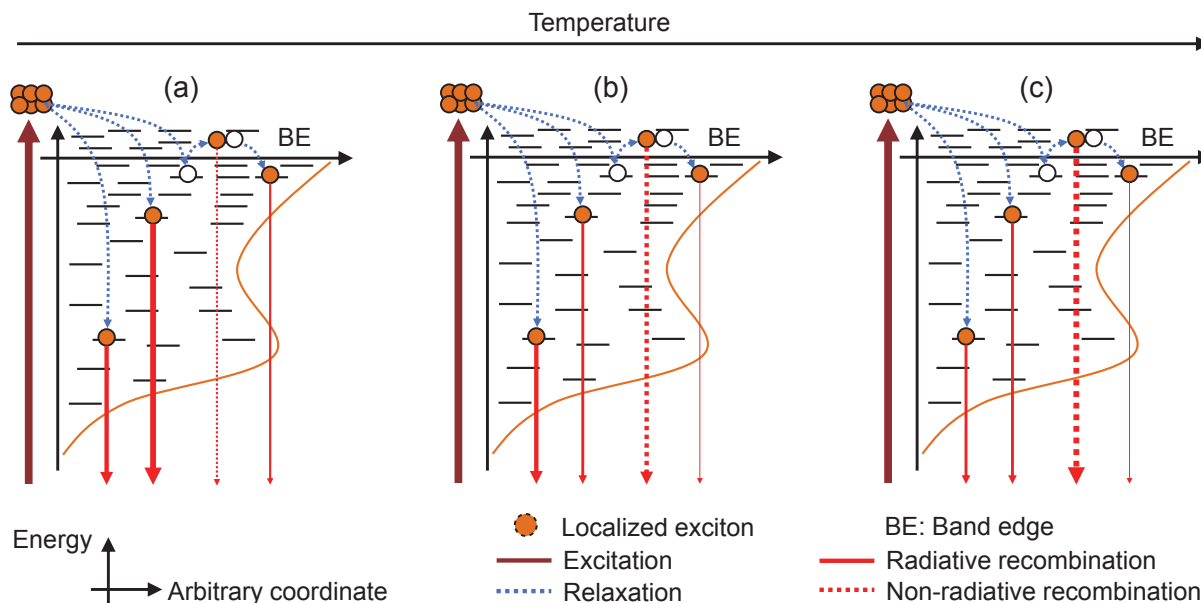 Temperature
(a) (b) (c)
BE BE BE
Energy
Arbitrary coordinate
Localized exciton
BE: Band edge
Excitation
Radiative recombination
Relaxation
Non-radiative recombination